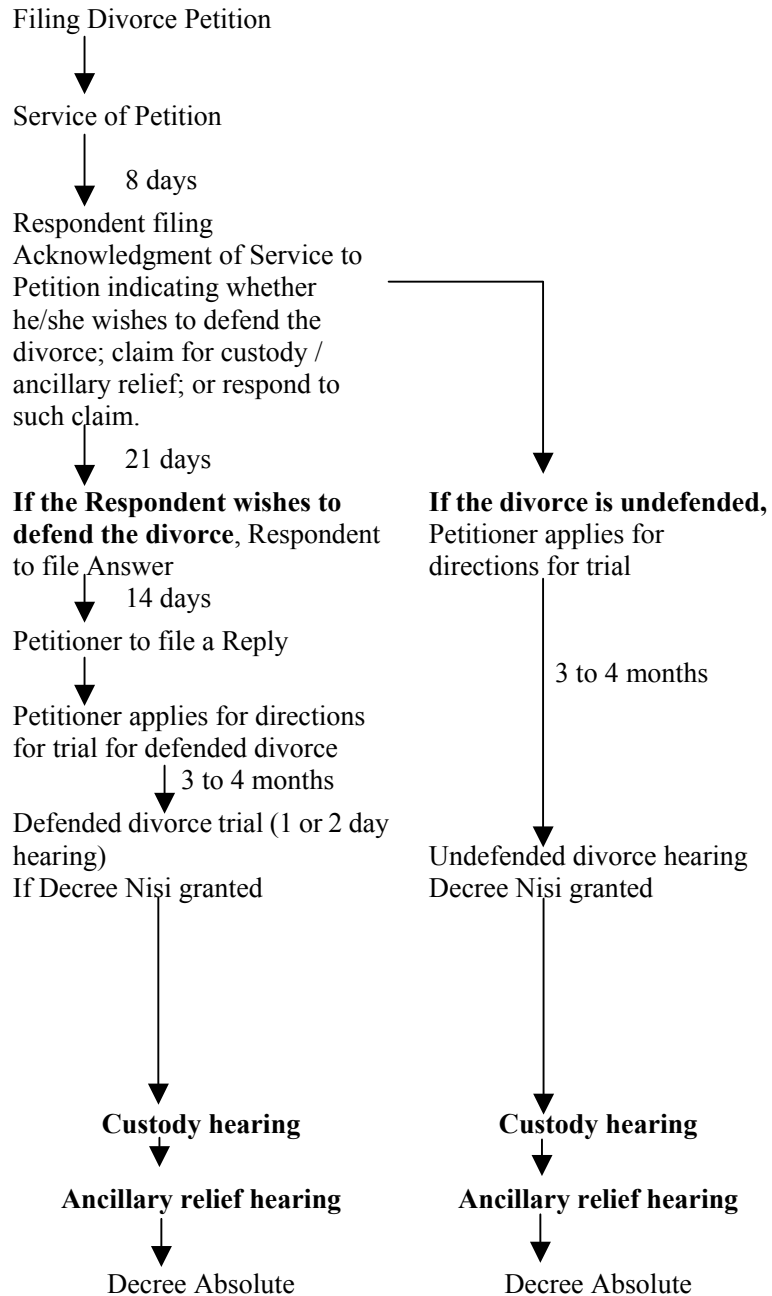 Filing Divorce Petition
Service of Petition
8 days
Respondent filing
Acknowledgment of Service to
Petition indicating whether
he/she wishes to defend the
divorce; claim for custody /
ancillary relief; or respond to
such claim.
21 days
If the Respondent wishes to
defend the divorce, Respondent
to file Answer
14 days
Petitioner to file a Reply
Petitioner applies for directions
for trial for defended divorce
3 to 4 months
Defended divorce trial (1 or 2 day
hearing)
If Decree Nisi granted
Custody hearing
Ancillary relief hearing
Decree Absolute
If the divorce is undefended,
Petitioner applies for
directions for trial
3 to 4 months
Undefended divorce hearing
Decree Nisi granted
Custody hearing
Ancillary relief hearing
Decree Absolute